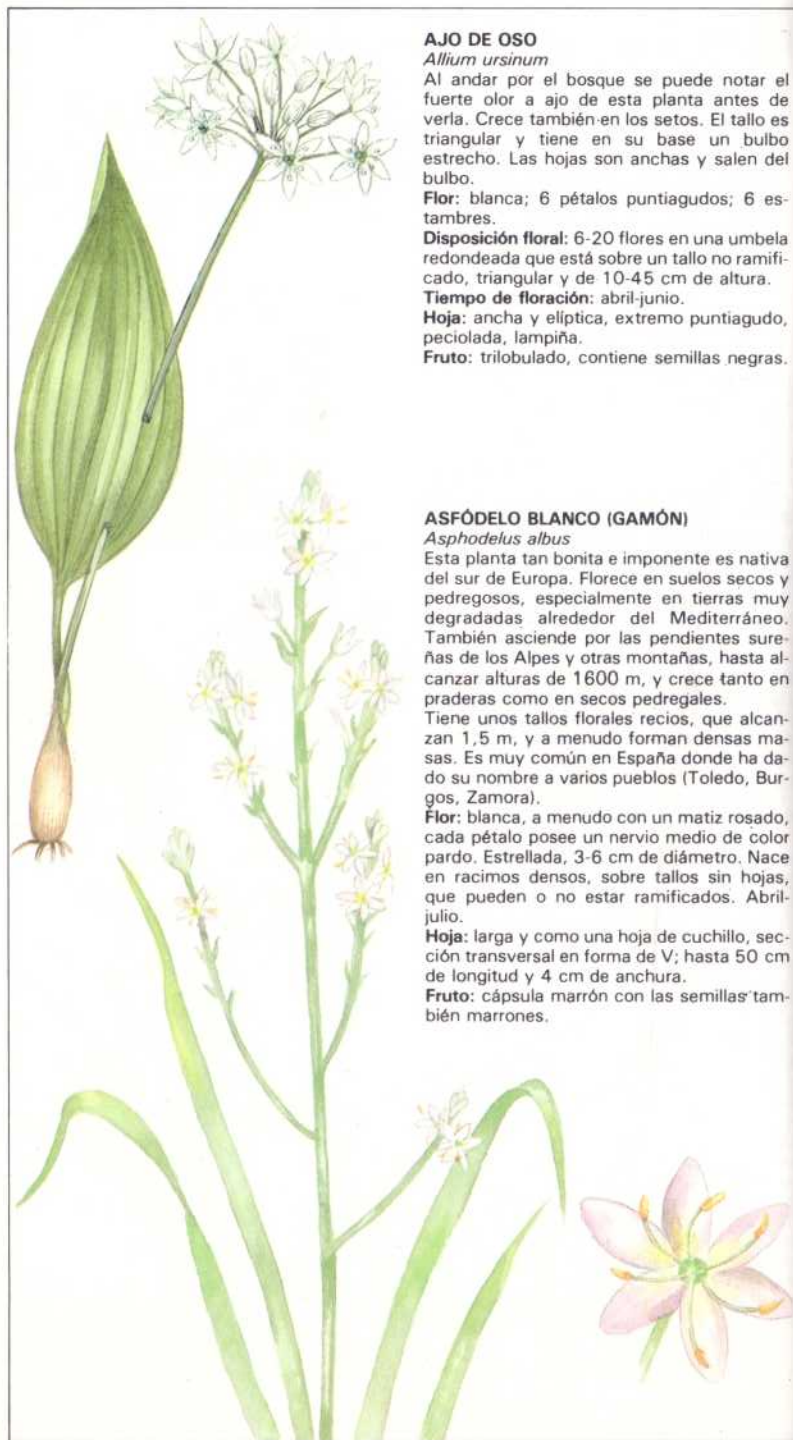 AJO DE OSO
Allium ursinum
Al andar por el bosque se puede notar el
fuerte olor a ajo de esta planta antes de
verla. Crece también en los setos. El tallo es
triangular y tiene en su base un bulbo
estrecho. Las hojas son anchas y salen del
bulbo.
Flor: blanca; 6 pétalos puntiagudos; 6 es-
tambres.
Disposición floral: 6-20 flores en una umbela
redondeada que está sobre un tallo no ramifi-
cado, triangular y de 10-45 cm de altura.
Tiempo de floración: abril-junio.
Hoja: ancha y elíptica, extremo puntiagudo,
peciolada, lampiña.
Fruto: trilobulado, contiene semillas negras.
ASFÓDELO BLANCO (GAMÓN)
Asphodelus albus
Esta planta tan bonita e imponente es nativa
del sur de Europa. Florece en suelos secos y
pedregosos, especialmente en tierras muy
degradadas alrededor del Mediterráneo.
También asciende por las pendientes sure-
ñas de los Alpes y otras montañas, hasta al-
canzar alturas de 1600 m, y crece tanto en
praderas como en secos pedregales.
Tiene unos tallos florales recios, que alcan-
zan 1,5 m, y a menudo forman densas ma-
sas. Es muy común en España donde ha da-
do su nombre a varios pueblos (Toledo, Bur-
gos, Zamora).
Flor: blanca, a menudo con un matiz rosado,
cada pétalo posee un nervio medio de color
pardo. Estrellada, 3-6 cm de diámetro. Nace
en racimos densos, sobre tallos sin hojas,
que pueden o no estar ramificados. Abril-
julio.
Hoja: larga y como una hoja de cuchillo, sec-
ción transversal en forma de V; hasta 50 cm
de longitud y 4 cm de anchura.
Fruto: cápsula marrón con las semillas tam-
bién marrones.